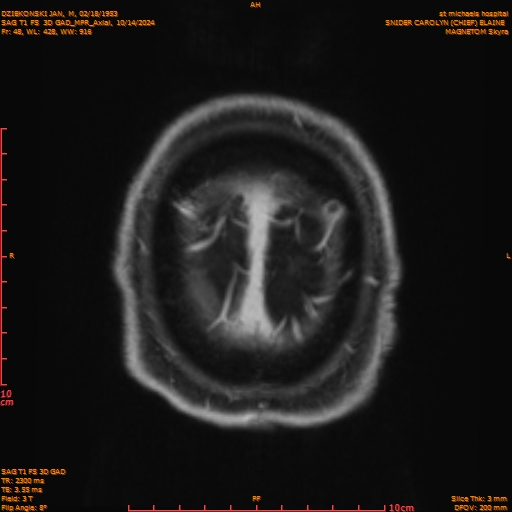 AH
DZIEKONSKI JAN, M, 02/18/1953
SAG T1 FS 3D GAD_MPR_Axial, 10/14/2024
Fr: 48, WL: 428, WW: 916
st michaels hospital
SNIDER CAROLYN (CHIEF) ELAINE
MAGNETOM Skyra
R
L
10
cm
SAG T1 FS 3D GAD
TR: 2300 ms
TE: 3.55 ms
Field: 3 T
Flip Angle: 8°
PF
10cm
Slice Thk: 3 mm
DFOV: 200 mm